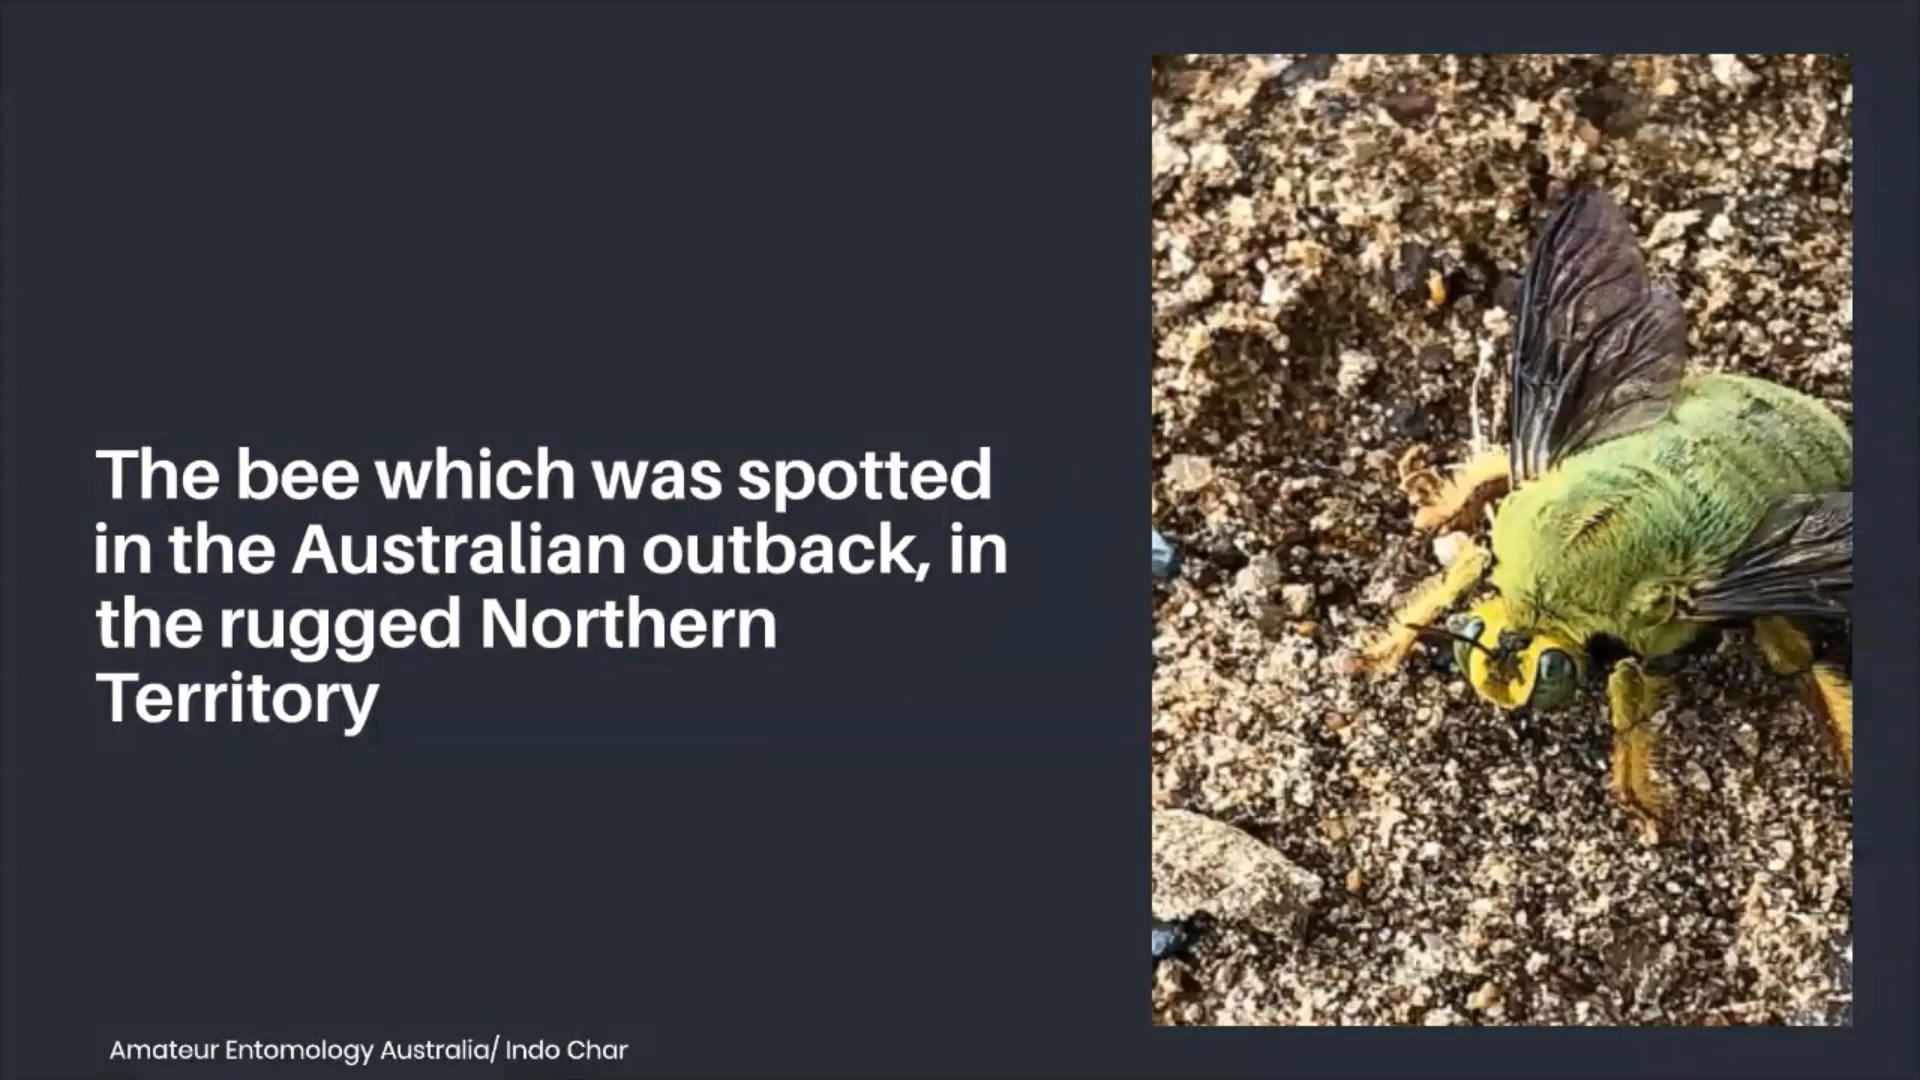 The bee which was spotted
in the Australian outback, in
the rugged Northern
Territory
Amateur Entomology Australia/ Indo Char